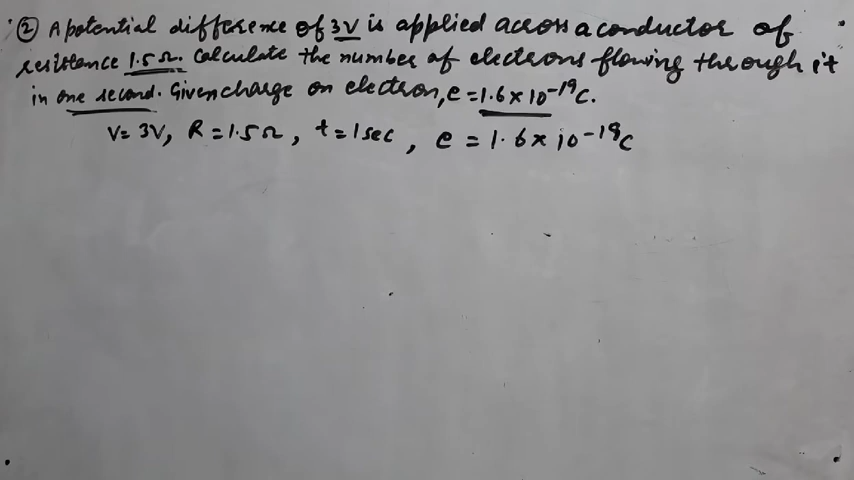 ② A potential difference of 3V is applied across a conductor of
resistance 1.5Ω. Calculate the number of electrons flowing through it
in one second. Given charge on electron, e = 1.6 × 10⁻¹⁹C.
V= 3V, R = 1.5Ω, t = 1 sec, e = 1.6 × 10⁻¹⁹C